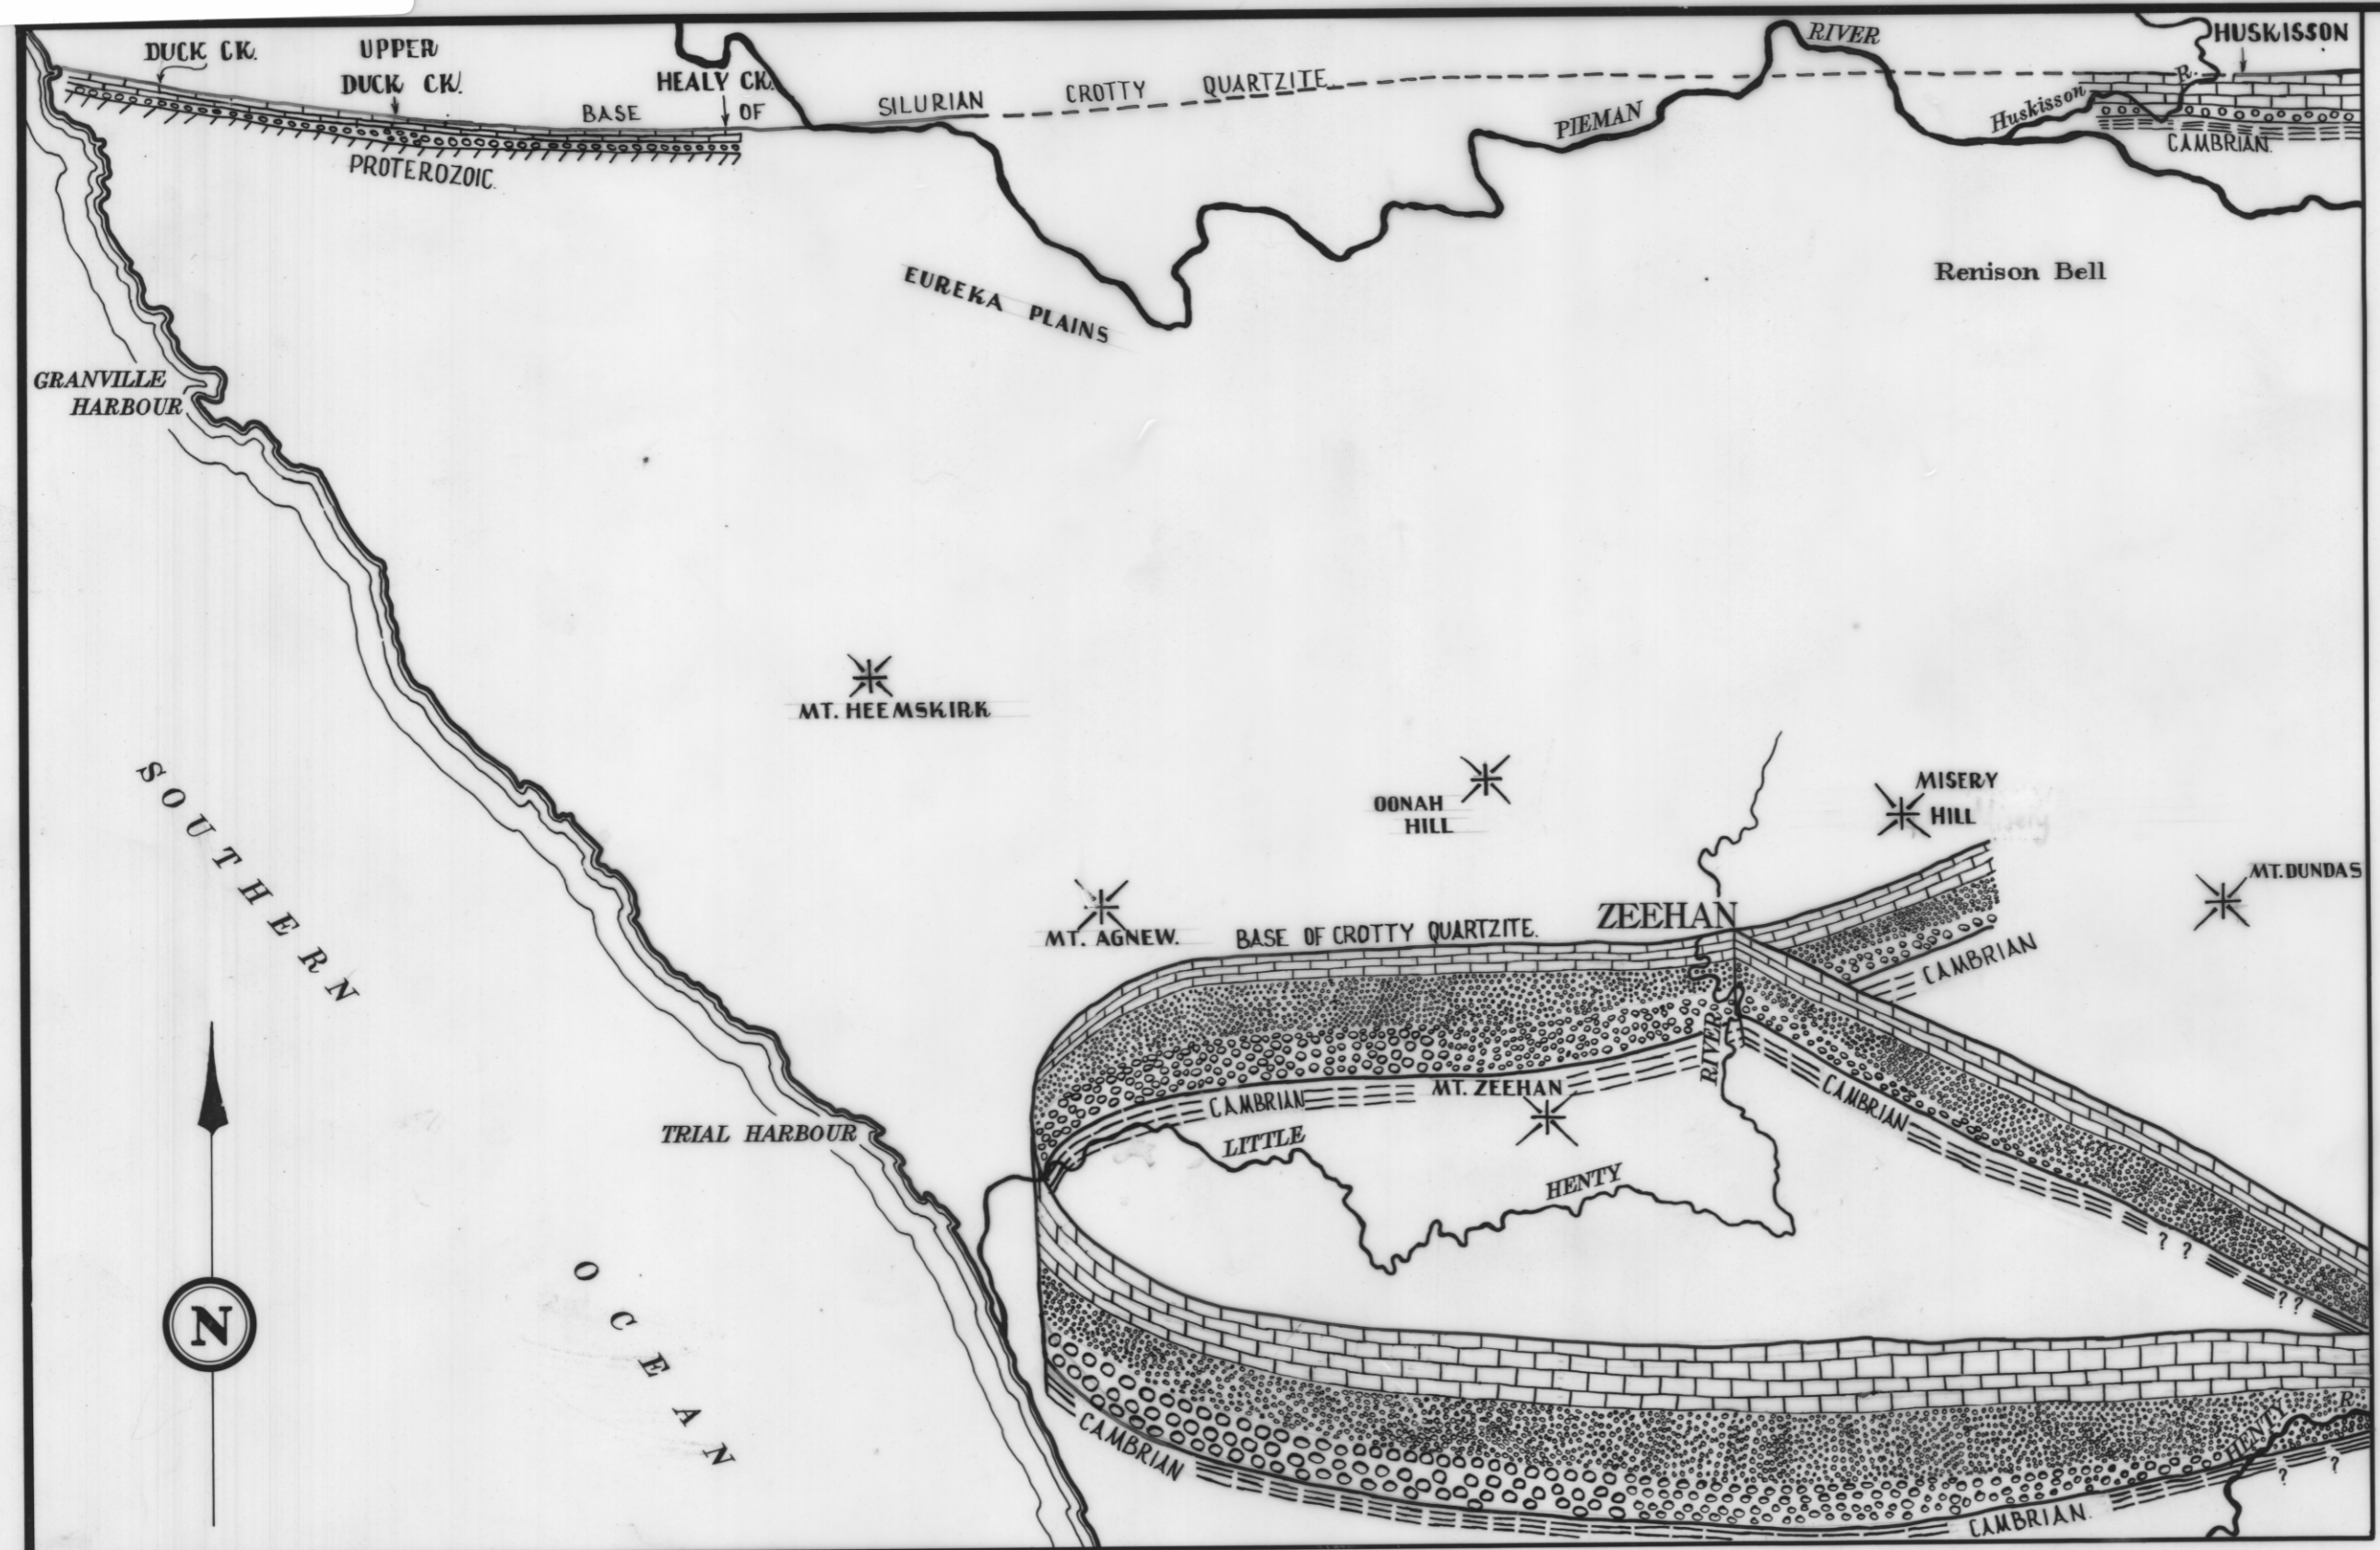 DUCK CK.
UPPER
DUCK CK.
HEALY CK.
RIVER
HUSKISSON
BASE OF SILURIAN CROTTY QUARTZITE
PIEMAN
Huskisson R.
CAMBRIAN.
PROTEROZOIC.
EUREKA PLAINS
Renison Bell
GRANVILLE
HARBOUR
MT. HEEMSKIRK
SOUTHERN
OONAH
HILL
MISERY
HILL
Misery
MT. DUNDAS
MT. AGNEW.
BASE OF CROTTY QUARTZITE.
ZEEHAN
CAMBRIAN
RIVER
MT. ZEEHAN
CAMBRIAN
CAMBRIAN
TRIAL HARBOUR
LITTLE
HENTY
? ?
? ?
N
OCEAN
HENTY R.
CAMBRIAN
? ?
CAMBRIAN.